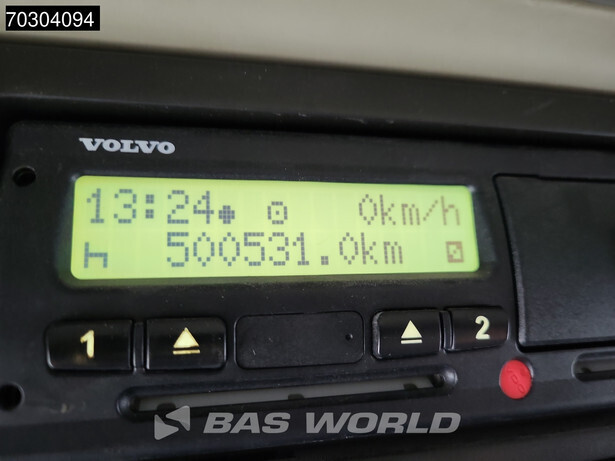 70304094
VOLVO
13:24 0km/h
500531.0km
1 2
BAS WORLD